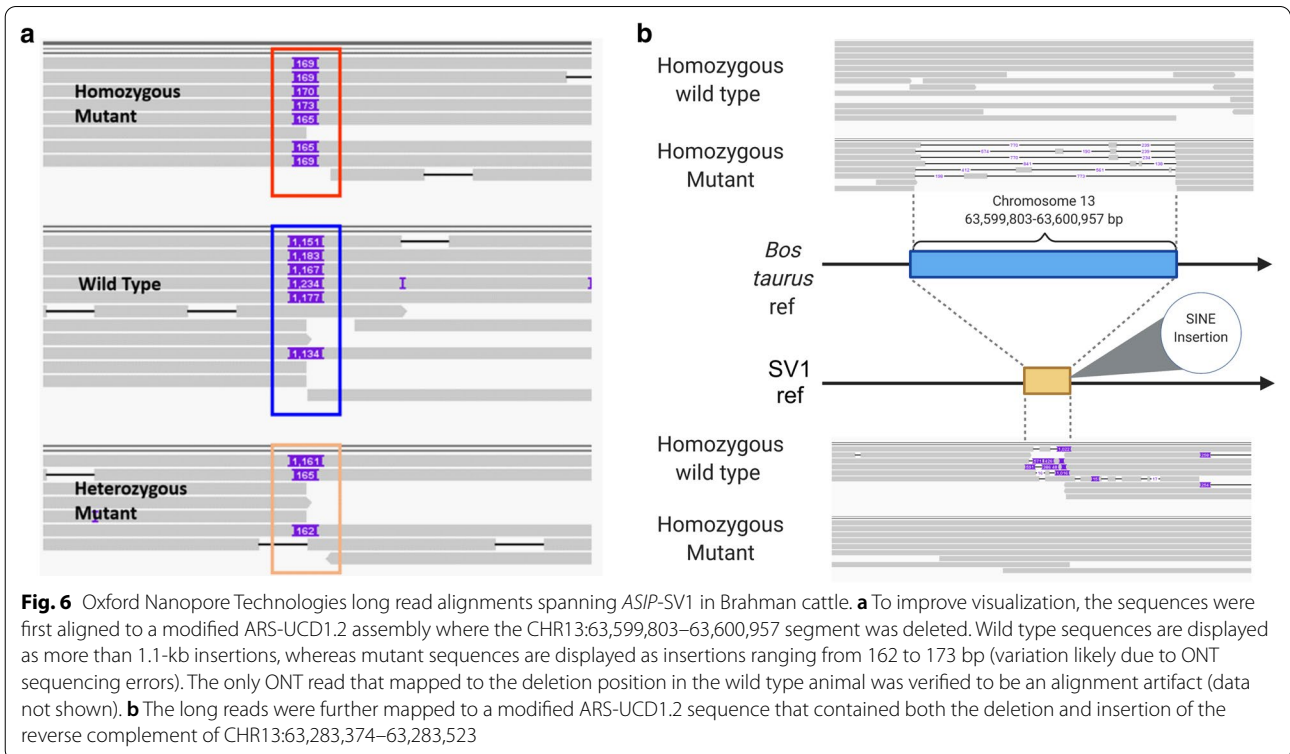 a
169
169
170
173
165
165
169
Homozygous
Mutant
1,151
1,183
1,167
1,234
1,177
1,134
Wild Type
1,161
165
162
Heterozygous
Mutant
b
Homozygous
wild type
Homozygous
Mutant
Chromosome 13
63,599,803-63,600,957 bp
Bos
taurus
ref
SINE
Insertion
SV1
ref
Homozygous
wild type
Homozygous
Mutant
Fig. 6 Oxford Nanopore Technologies long read alignments spanning ASIP-SV1 in Brahman cattle. a To improve visualization, the sequences were
first aligned to a modified ARS-UCD1.2 assembly where the CHR13:63,599,803–63,600,957 segment was deleted. Wild type sequences are displayed
as more than 1.1-kb insertions, whereas mutant sequences are displayed as insertions ranging from 162 to 173 bp (variation likely due to ONT
sequencing errors). The only ONT read that mapped to the deletion position in the wild type animal was verified to be an alignment artifact (data
not shown). b The long reads were further mapped to a modified ARS-UCD1.2 sequence that contained both the deletion and insertion of the
reverse complement of CHR13:63,283,374–63,283,523